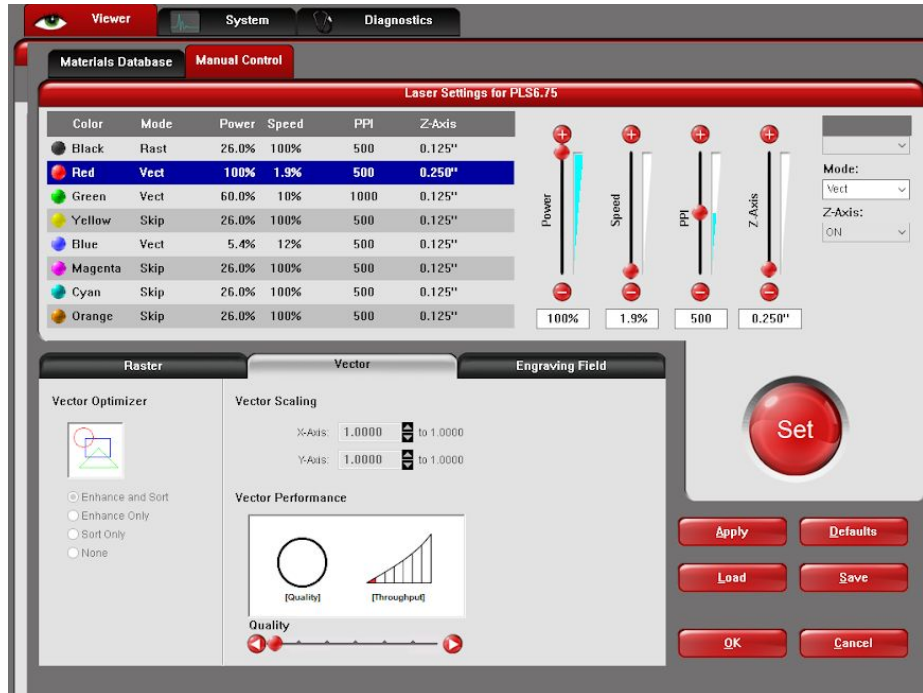 Viewer System Diagnostics
Materials Database Manual Control
Laser Settings for PLS6.75
Color Mode Power Speed PPI Z-Axis
Black Rast 26.0% 100% 500 0.125"
Red Vect 100% 1.9% 500 0.250"
Green Vect 60.0% 10% 1000 0.125"
Yellow Skip 26.0% 100% 500 0.125"
Blue Vect 5.4% 12% 500 0.125"
Magenta Skip 26.0% 100% 500 0.125"
Cyan Skip 26.0% 100% 500 0.125"
Orange Skip 26.0% 100% 500 0.125"
Power
Speed
PPI
Z-Axis
100% 1.9% 500 0.250"
Mode:
Vect
Z-Axis:
ON
Raster Vector Engraving Field
Vector Optimizer
Enhance and Sort
Enhance Only
Sort Only
None
Vector Scaling
X-Axis: 1.0000 to 1.0000
Y-Axis: 1.0000 to 1.0000
Vector Performance
[Quality] [Throughput]
Quality
Set
Apply Defaults
Load Save
OK Cancel